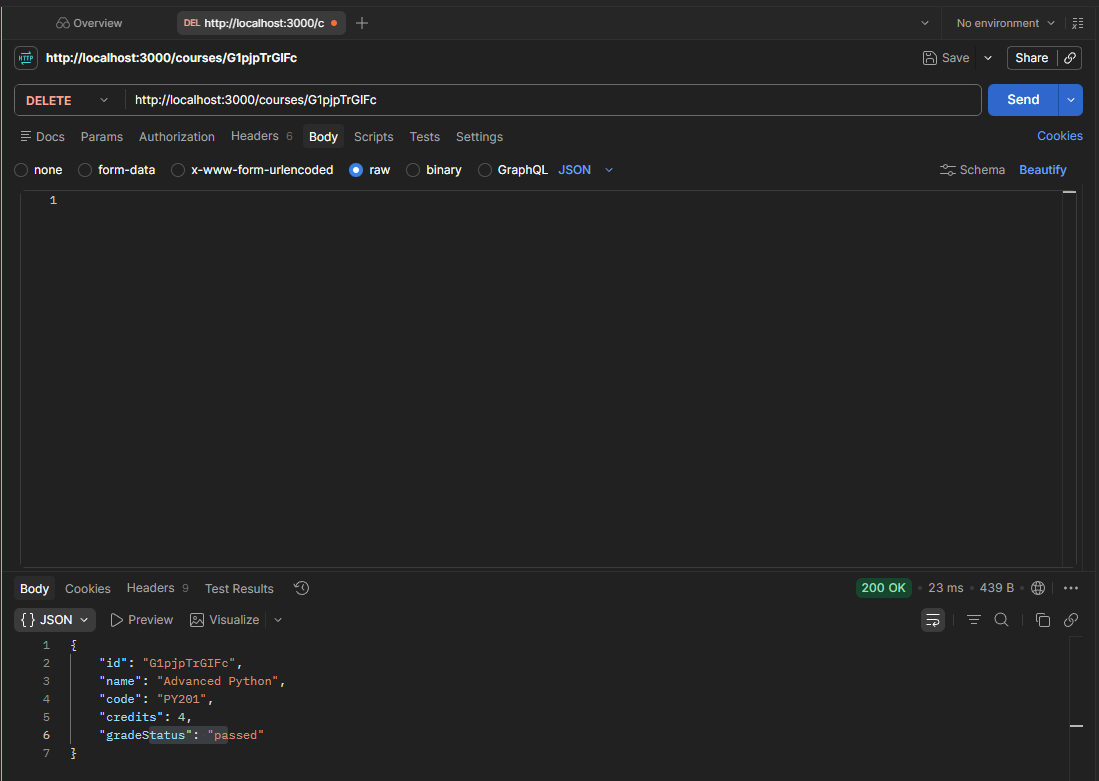 Overview DEL http://localhost:3000/c No environment
HTTP http://localhost:3000/courses/G1pjpTrGIFc Save Share
DELETE http://localhost:3000/courses/G1pjpTrGIFc Send
Docs Params Authorization Headers 6 Body Scripts Tests Settings Cookies
none form-data x-www-form-urlencoded raw binary GraphQL JSON Schema Beautify
1
Body Cookies Headers 9 Test Results 200 OK • 23 ms • 439 B
{} JSON Preview Visualize
1 {
2 "id": "G1pjpTrGIFc",
3 "name": "Advanced Python",
4 "code": "PY201",
5 "credits": 4,
6 "gradeStatus": "passed"
7 }